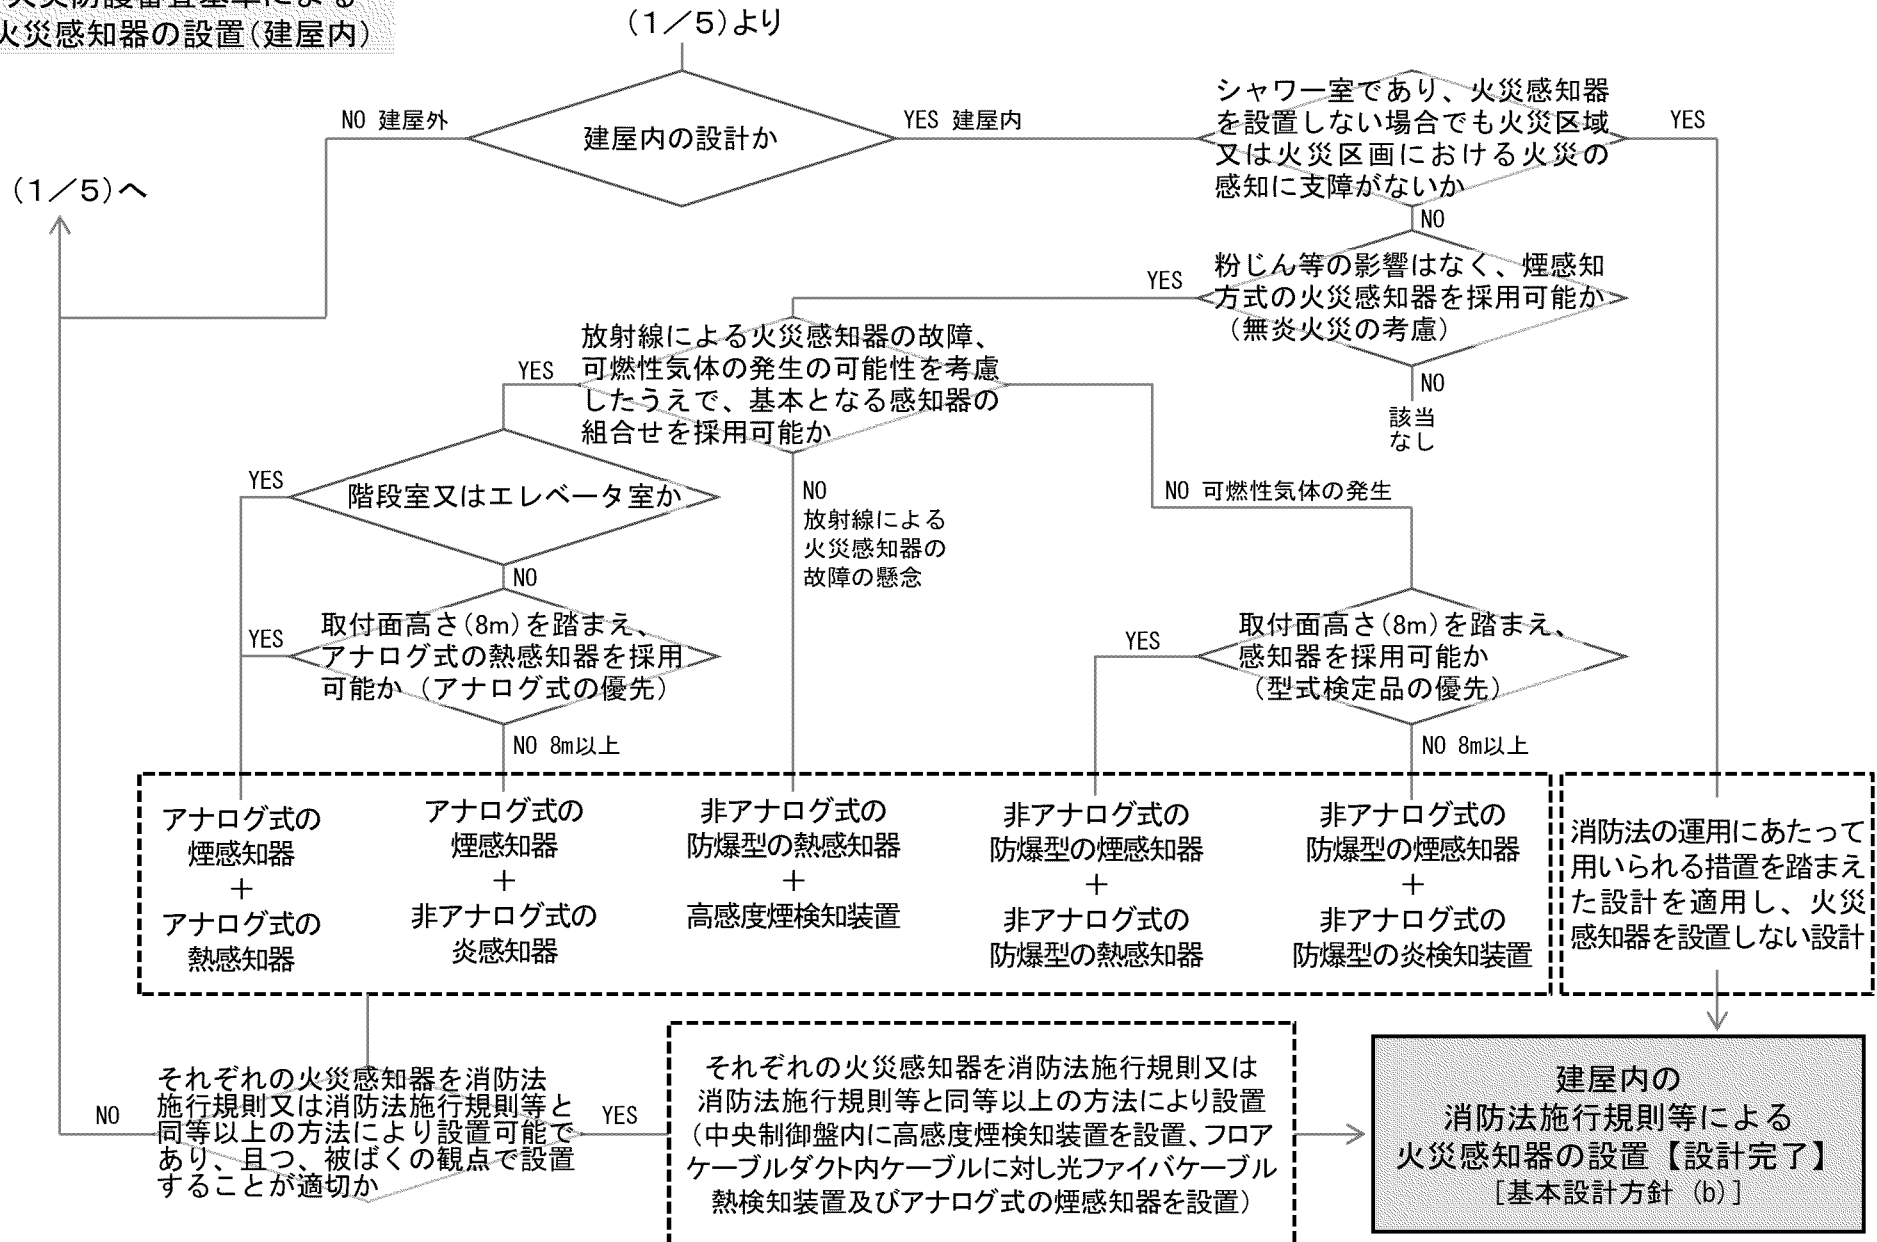 火災防護審査基準による
火災感知器の設置(建屋内)
(1/5)より
NO 建屋外
建屋内の設計か
YES 建屋内
シャワー室であり、火災感知器
を設置しない場合でも火災区域
又は火災区画における火災の
感知に支障がないか
YES
(1/5)へ
NO
粉じん等の影響はなく、煙感知
方式の火災感知器を採用可能か
(無炎火災の考慮)
YES
NO
該当
なし
放射線による火災感知器の故障、
可燃性気体の発生の可能性を考慮
したうえで、基本となる感知器の
組合せを採用可能か
YES
NO
放射線による
火災感知器の
故障の懸念
NO 可燃性気体の発生
YES
階段室又はエレベータ室か
NO
YES
取付面高さ(8m)を踏まえ、
アナログ式の熱感知器を採用
可能か(アナログ式の優先)
NO 8m以上
YES
取付面高さ(8m)を踏まえ、
感知器を採用可能か
(型式検定品の優先)
NO 8m以上
アナログ式の
煙感知器
+
アナログ式の
熱感知器
アナログ式の
煙感知器
+
非アナログ式の
炎感知器
非アナログ式の
防爆型の熱感知器
+
高感度煙検知装置
非アナログ式の
防爆型の煙感知器
+
非アナログ式の
防爆型の熱感知器
非アナログ式の
防爆型の煙感知器
+
非アナログ式の
防爆型の炎検知装置
消防法の運用にあたって
用いられる措置を踏まえ
た設計を適用し、火災
感知器を設置しない設計
NO
それぞれの火災感知器を消防法
施行規則又は消防法施行規則等と
同等以上の方法により設置可能で
あり、且つ、被ばくの観点で設置
することが適切か
YES
それぞれの火災感知器を消防法施行規則又は
消防法施行規則等と同等以上の方法により設置
(中央制御盤内に高感度煙検知装置を設置、フロア
ケーブルダクト内ケーブルに対し光ファイバケーブル
熱検知装置及びアナログ式の煙感知器を設置)
建屋内の
消防法施行規則等による
火災感知器の設置【設計完了】
[基本設計方針 (b)]